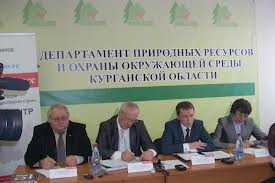 ДЕПАРТАМЕНТ ПРИРОДНЫХ РЕСУРСОВ
И ОХРАНЫ ОКРУЖАЮЩЕЙ СРЕДЫ
КУРГАНСКОЙ ОБЛАСТИ